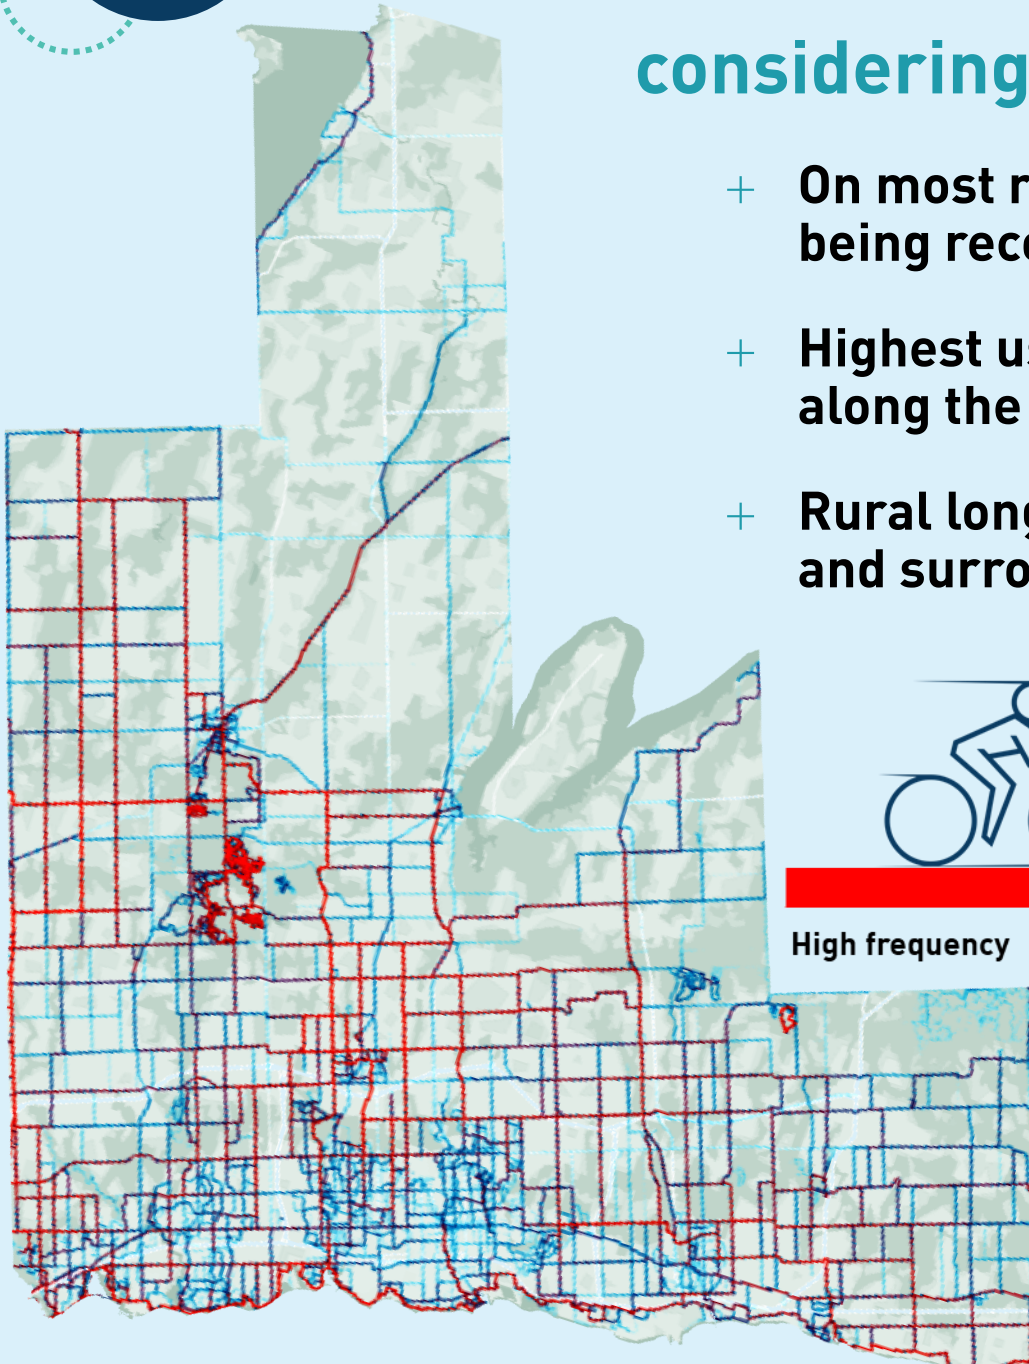 considering
On most
being
Highest
along the
Rural
and
High frequency